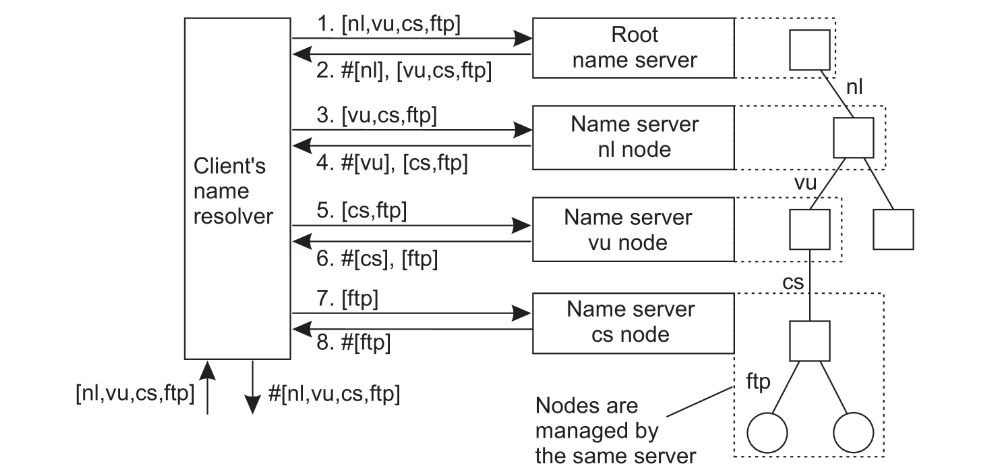 1. [nl,vu,cs,ftp]
2. #[nl], [vu,cs,ftp]
3. [vu,cs,ftp]
4. #[vu], [cs,ftp]
5. [cs,ftp]
6. #[cs], [ftp]
7. [ftp]
8. #[ftp]
Client's
name
resolver
[nl,vu,cs,ftp]
#[nl,vu,cs,ftp]
Root
name server
Name server
nl node
Name server
vu node
Name server
cs node
nl
vu
cs
ftp
Nodes are
managed by
the same server